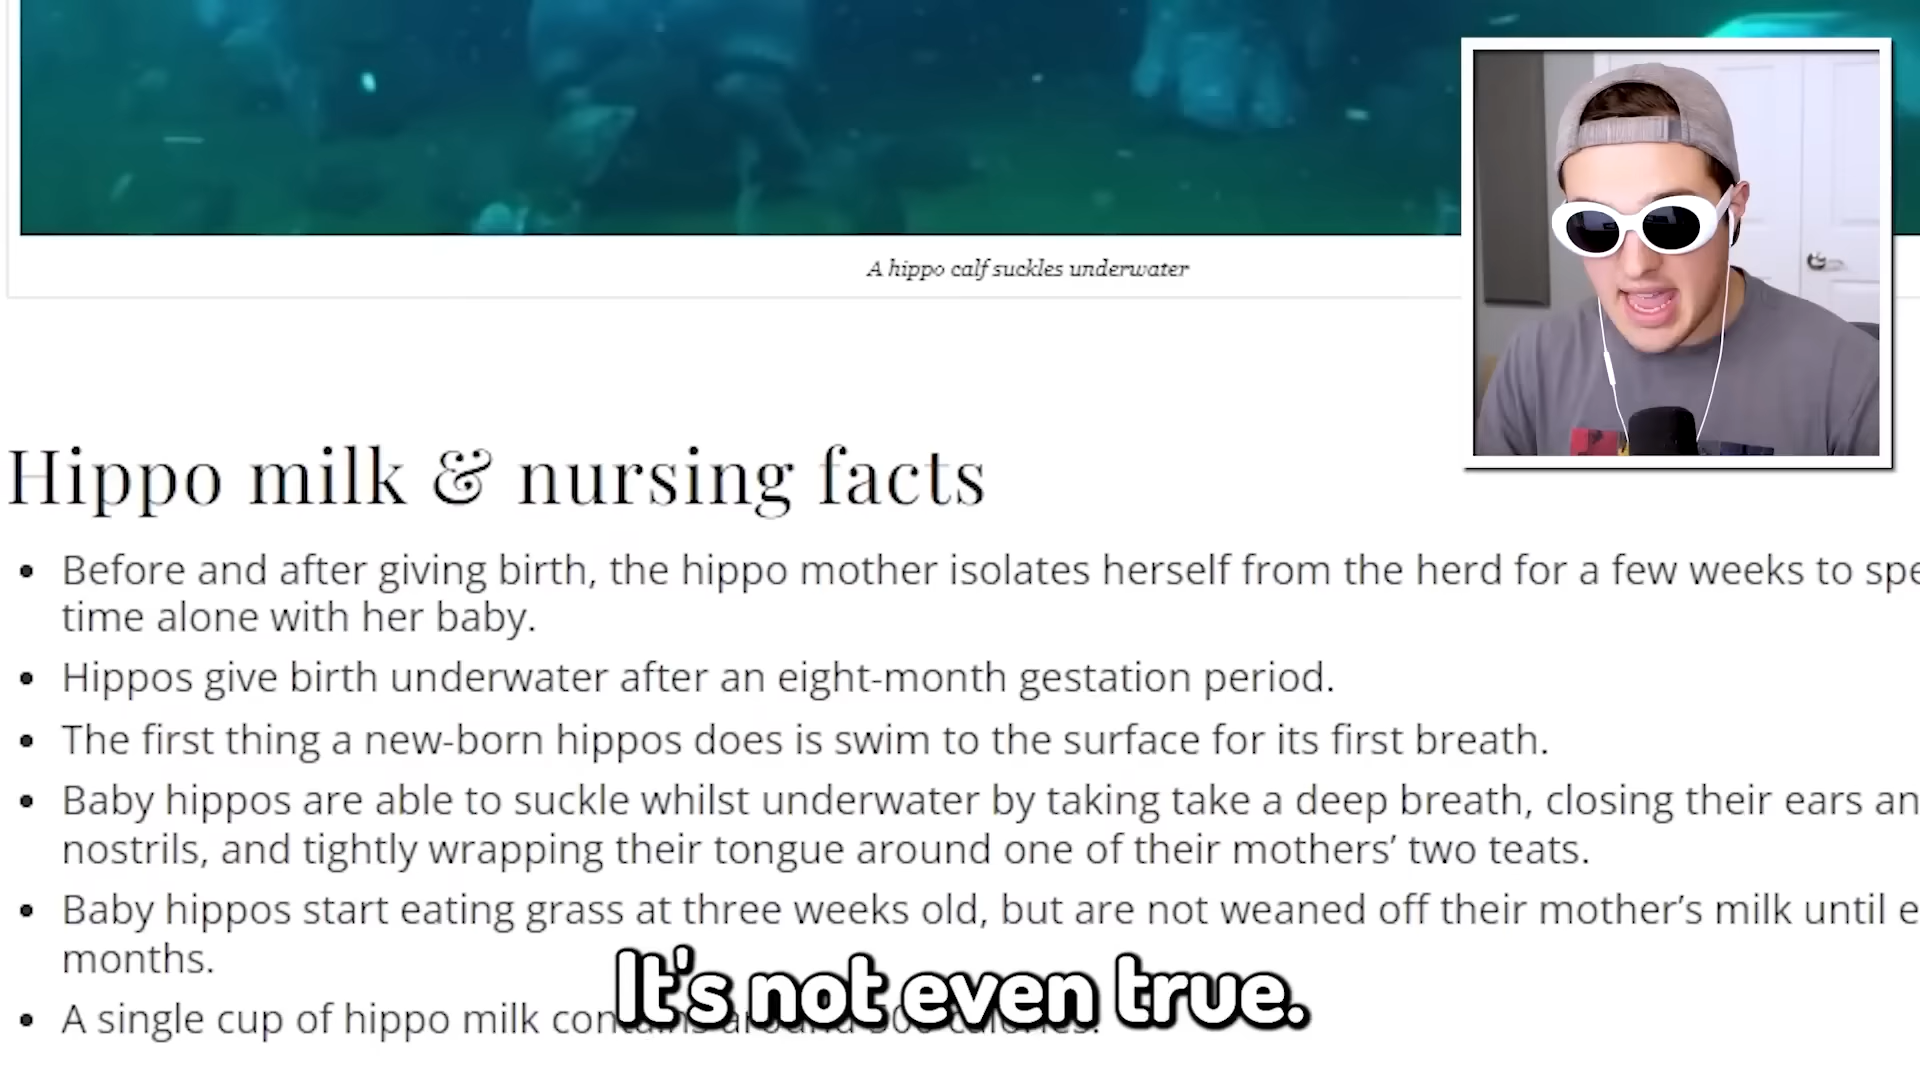 A hippo calf suckles underwater
Hippo milk & nursing facts
• Before and after giving birth, the hippo mother isolates herself from the herd for a few weeks to spe
time alone with her baby.
• Hippos give birth underwater after an eight-month gestation period.
• The first thing a new-born hippos does is swim to the surface for its first breath.
• Baby hippos are able to suckle whilst underwater by taking take a deep breath, closing their ears an
nostrils, and tightly wrapping their tongue around one of their mothers’ two teats.
• Baby hippos start eating grass at three weeks old, but are not weaned off their mother’s milk until e
months.
• A single cup of hippo milk contains around 500 calories.
It's not even true.